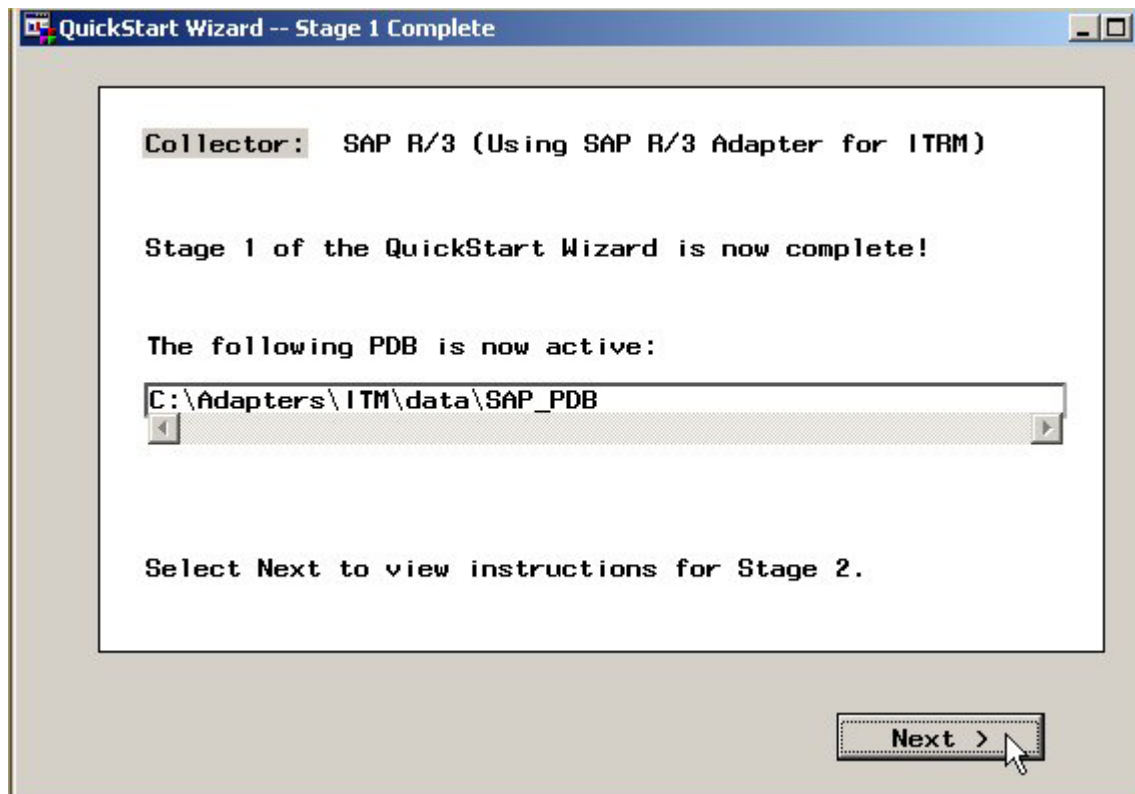 QuickStart Wizard -- Stage 1 Complete
Collector: SAP R/3 (Using SAP R/3 Adapter for ITRM)
Stage 1 of the QuickStart Wizard is now complete!
The following PDB is now active:
C:\Adapters\ITM\data\SAP_PDB
Select Next to view instructions for Stage 2.
Next >